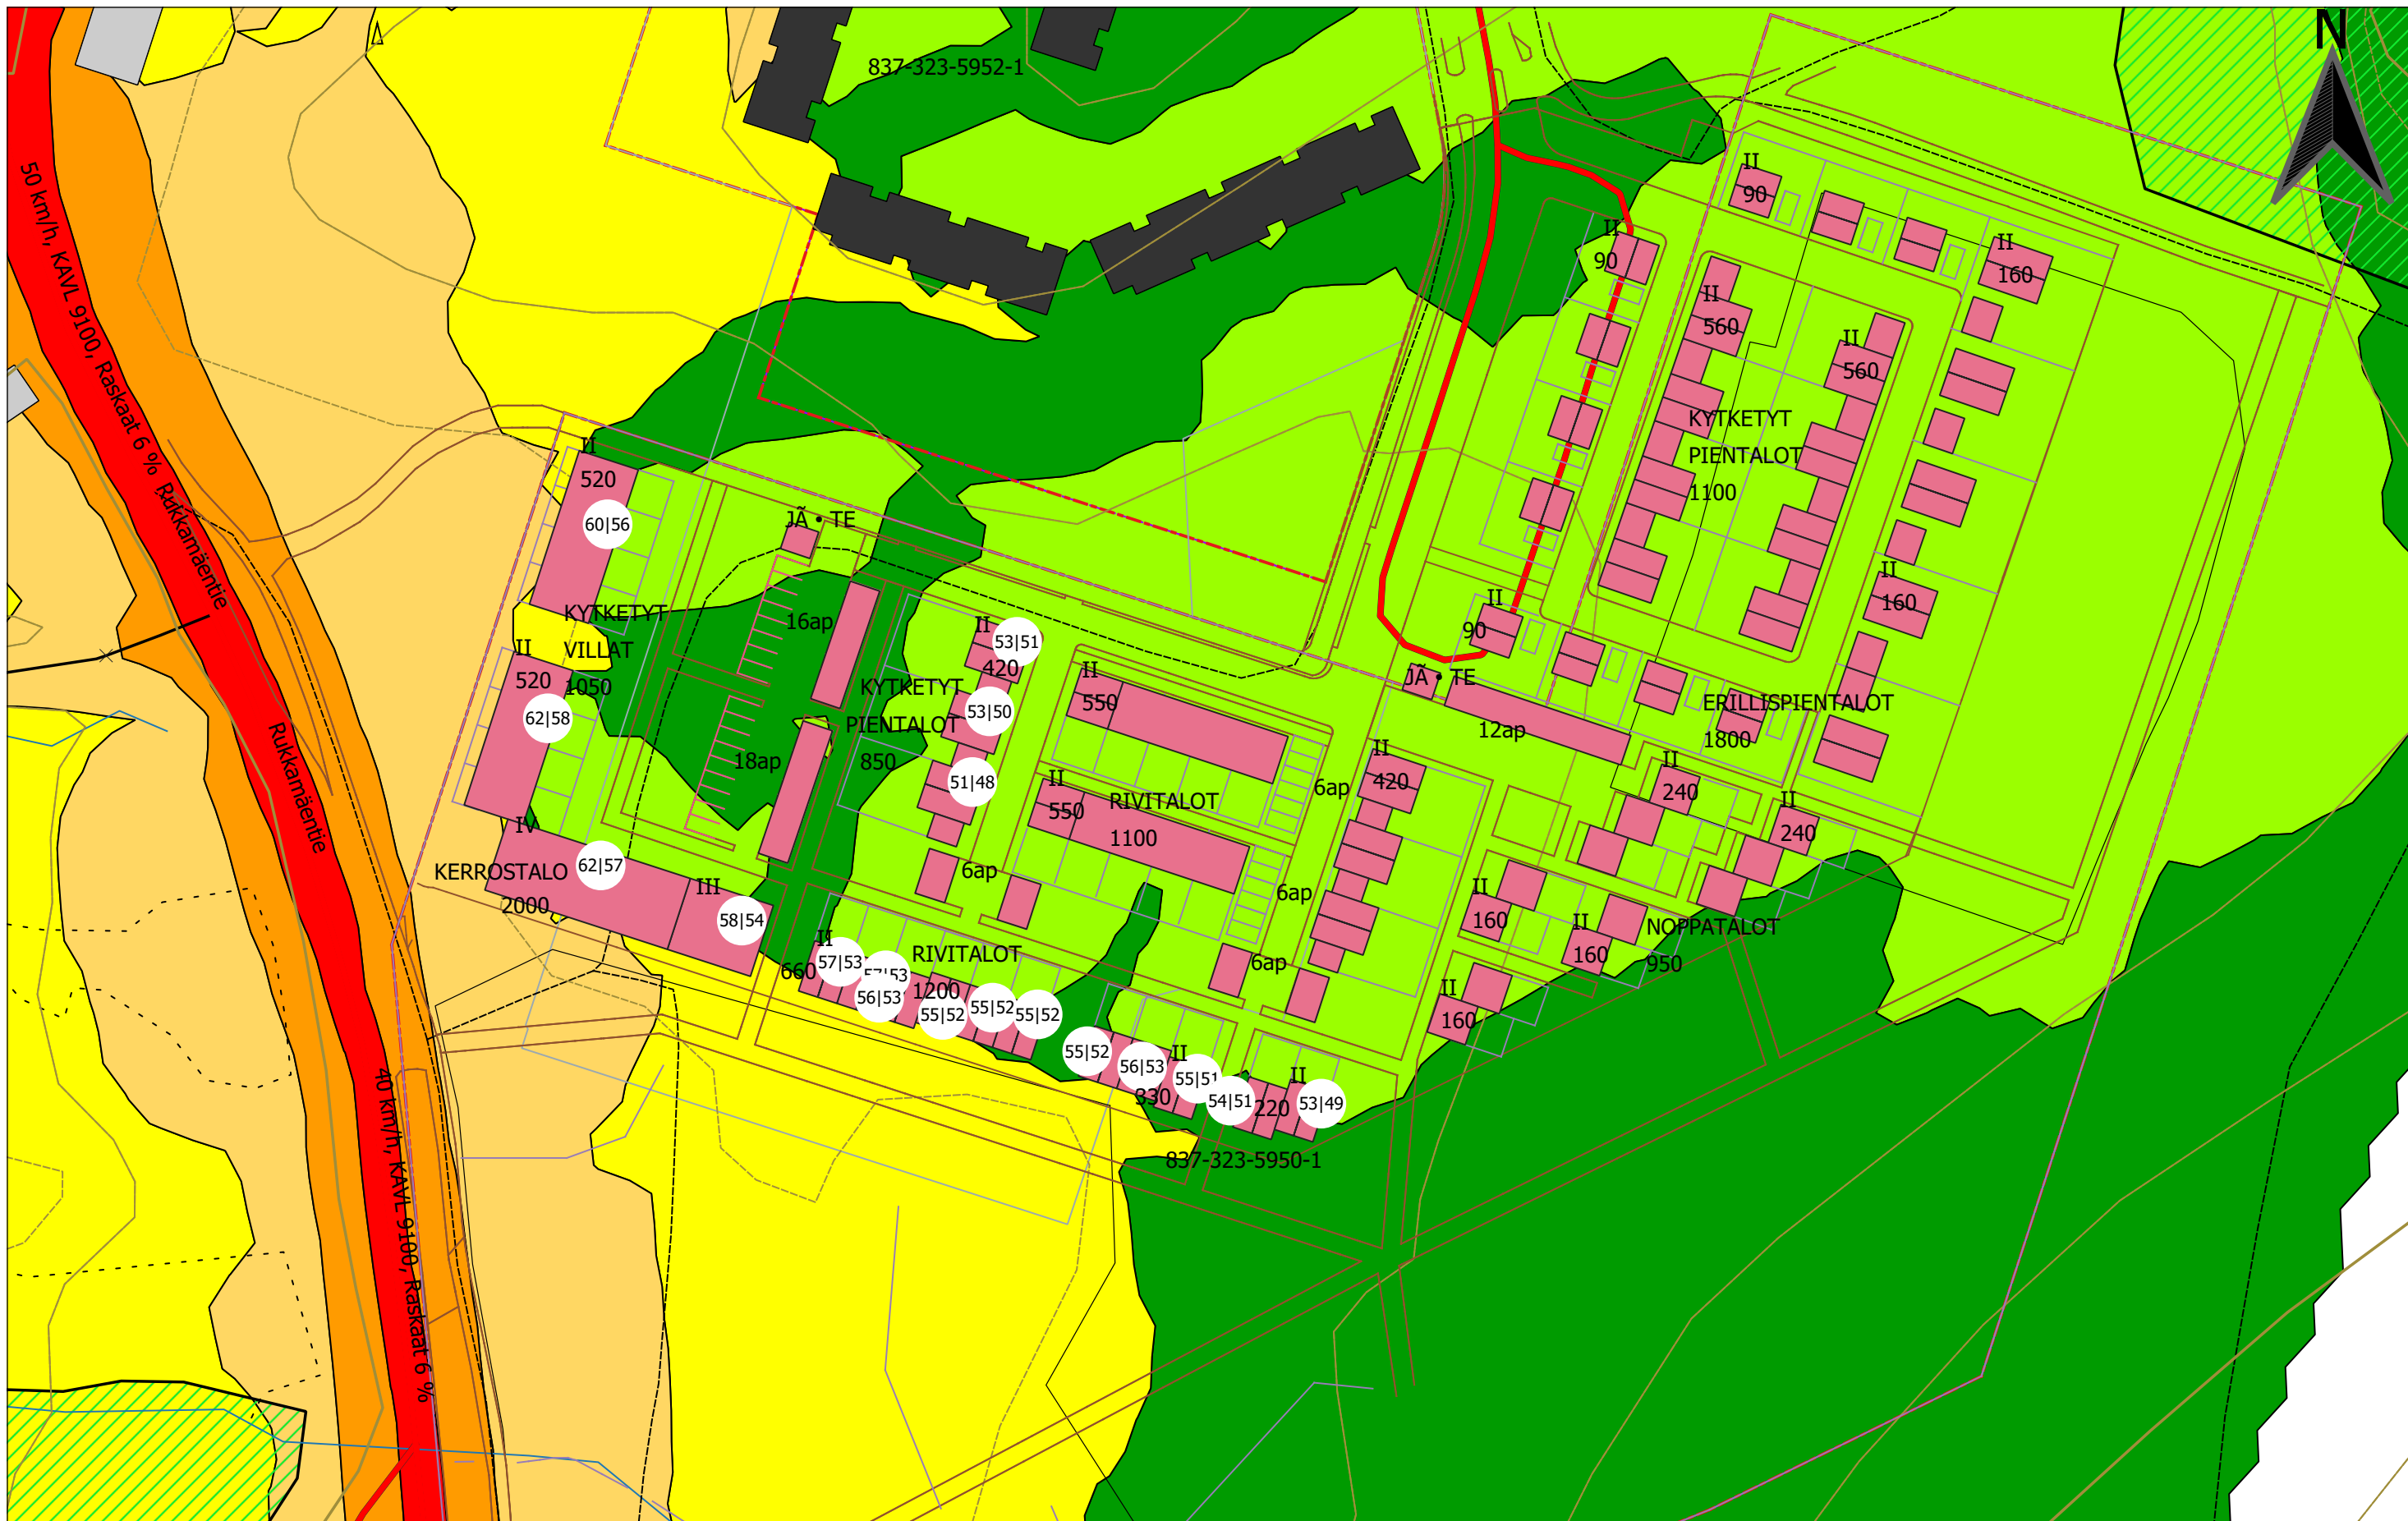 N
837-323-5952-1
50 km/h, KAVL 9100, Raskaat 6 %
Rukkamäentie
Rukkamäentie
40 km/h, KAVL 9100, Raskaat 6 %
II
90
II
90
II
160
II
560
II
560
KYTKETYT
PIENTALOT
1100
II
520
60|56
JÃ • TE
KYTKETYT
VILLAT
1050
II
520
62|58
16ap
18ap
II
53|51
420
KYTKETYT
PIENTALOT
850
53|50
51|48
II
550
II
550
RIVITALOT
1100
6ap
6ap
6ap
6ap
II
90
JÃ • TE
12ap
II
160
ERILLISPIENTALOT
1800
II
420
II
240
II
240
IV
KERROSTALO
2000
62|57
III
58|54
II
660
RIVITALOT
1200
57|53
57|53
56|53
55|52
55|52
55|52
II
160
II
160
NOPPATALOT
950
II
160
55|52
56|53
II
330
55|51
54|51
II
220
53|49
837-323-5950-1